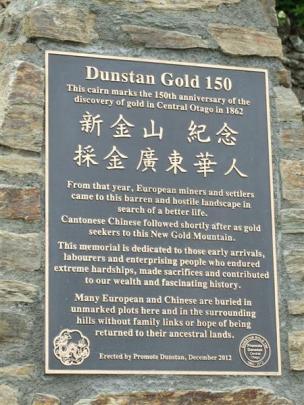 Dunstan Gold 150
This cairn marks the 150th anniversary of the
discovery of gold in Central Otago in 1862
新金山 紀念
採金廣東華人
From that year, European miners and settlers
came to this barren and hostile landscape in
search of a better life.
Cantonese Chinese followed shortly after as gold
seekers to this New Gold Mountain.
This memorial is dedicated to those early arrivals,
labourers and enterprising people who endured
extreme hardships, made sacrifices and contributed
to our wealth and fascinating history.
Many European and Chinese are buried in
unmarked plots here and in the surrounding
hills without family links or hope of being
returned to their ancestral lands.
Erected by Promote Dunstan, December 2012
Promote
Dunstan
Central
Otago